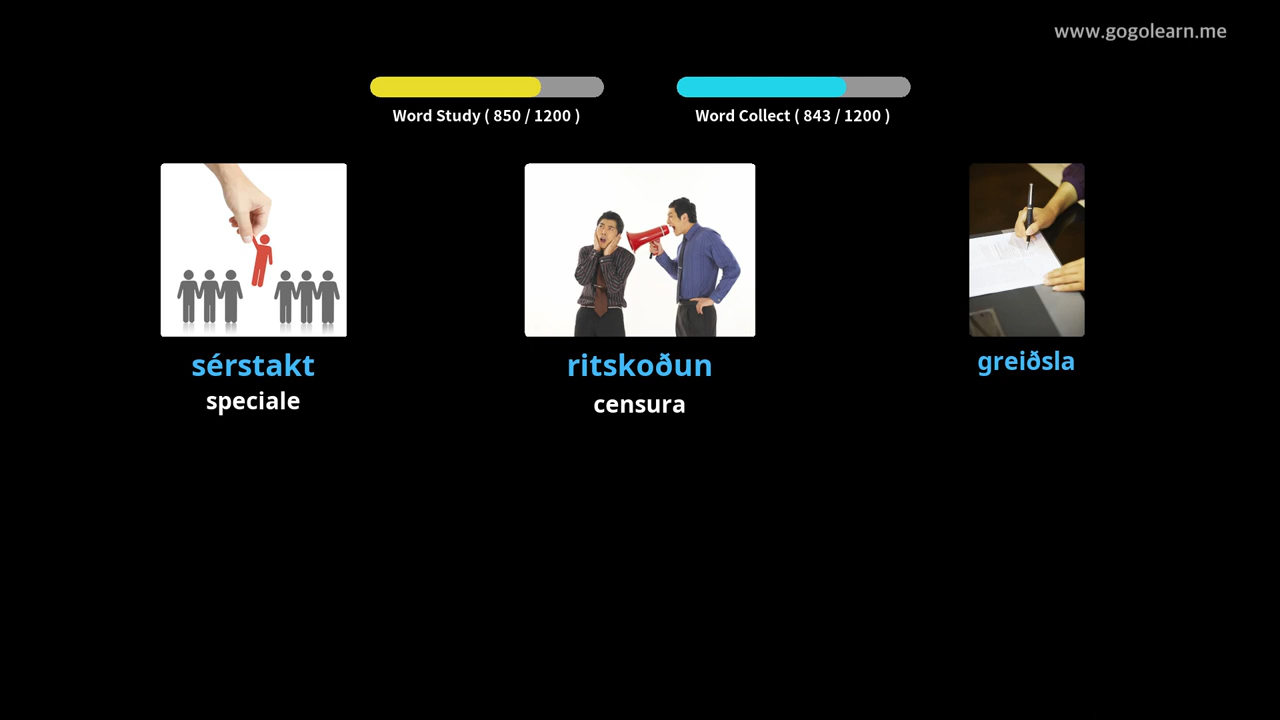 www.gogolearn.me
Word Study ( 850 / 1200 )
Word Collect ( 843 / 1200 )
sérstakt
speciale
ritskoðun
censura
greiðsla